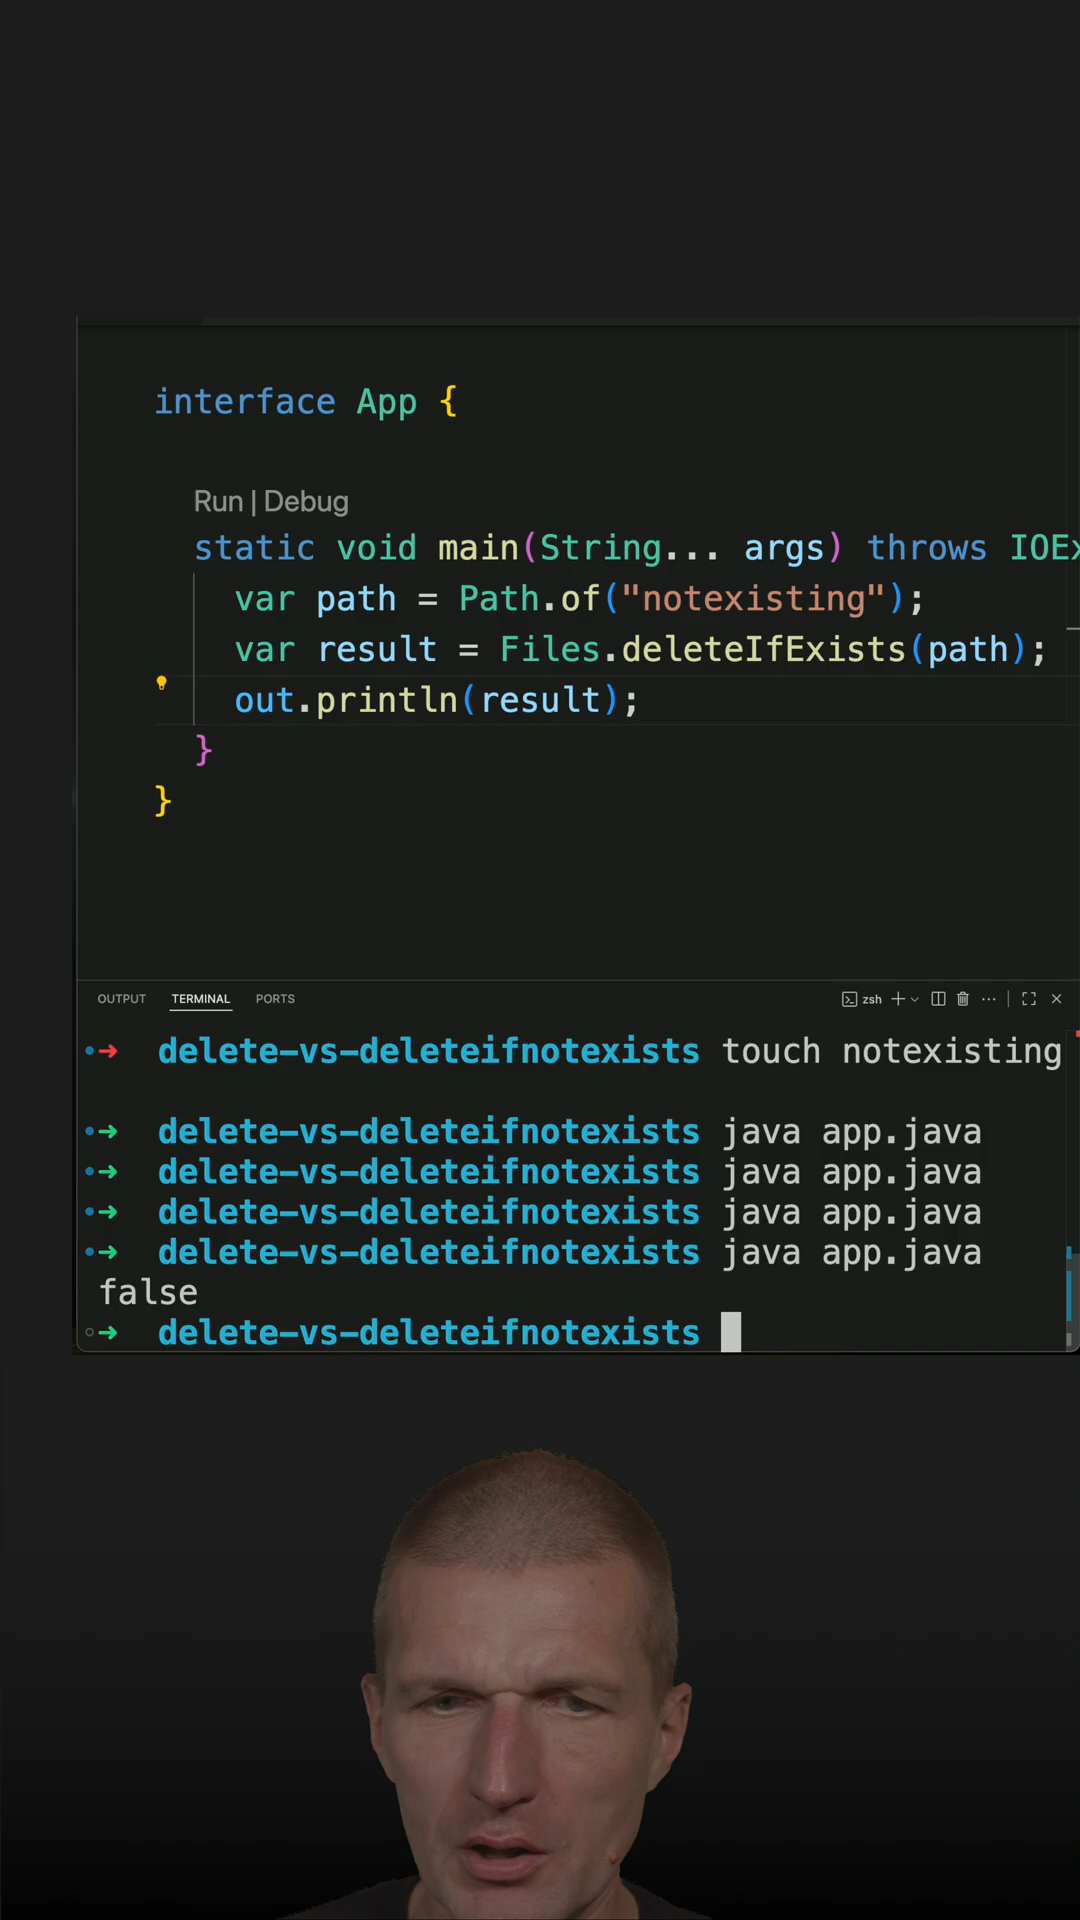 interface App {
Run | Debug
static void main(String... args) throws IOEx
var path = Path.of("notexisting");
var result = Files.deleteIfExists(path);
out.println(result);
}
}
OUTPUT TERMINAL PORTS zsh
delete-vs-deleteifnotexists touch notexisting
delete-vs-deleteifnotexists java app.java
delete-vs-deleteifnotexists java app.java
delete-vs-deleteifnotexists java app.java
delete-vs-deleteifnotexists java app.java
false
delete-vs-deleteifnotexists